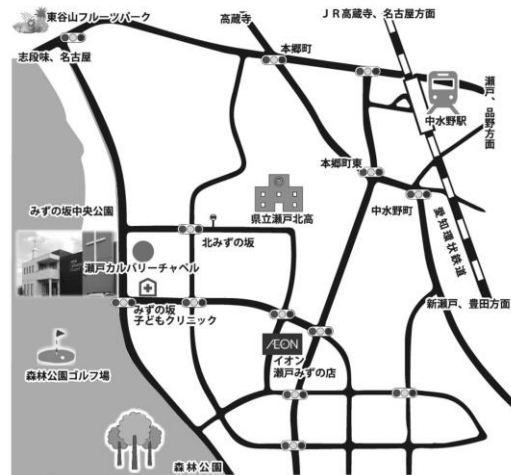 東谷山フルーツパーク
志段味、名古屋
高蔵寺
本郷町
JR高蔵寺、名古屋方面
瀬戸、品野方面
中水野駅
本郷町東
中水野町
愛知環状鉄道
県立瀬戸北高
みずの坂中央公園
北みずの坂
瀬戸カルバリーチャペル
みずの坂
子どもクリニック
新瀬戸、豊田方面
ÆON
イオン
瀬戸みずの店
森林公園ゴルフ場
森林公園